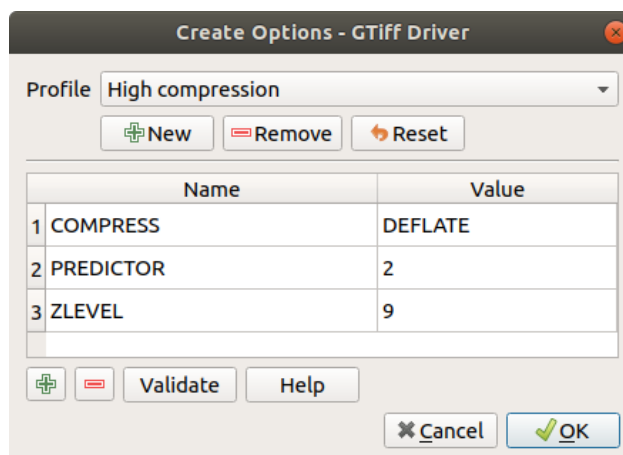 Create Options - GTiff Driver
Profile High compression
New Remove Reset
Name Value
1 COMPRESS DEFLATE
2 PREDICTOR 2
3 ZLEVEL 9
Validate Help
Cancel OK